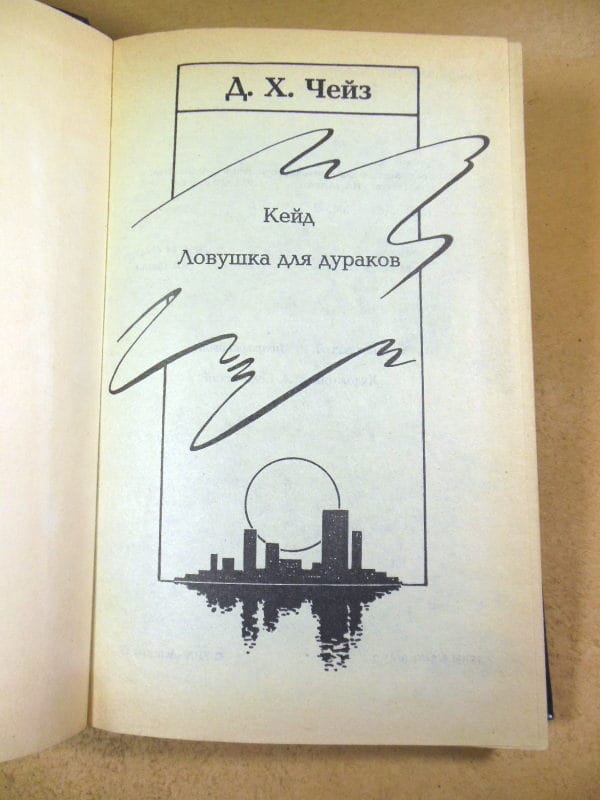 Д. Х. Чейз
Кейд
Ловушка для дураков